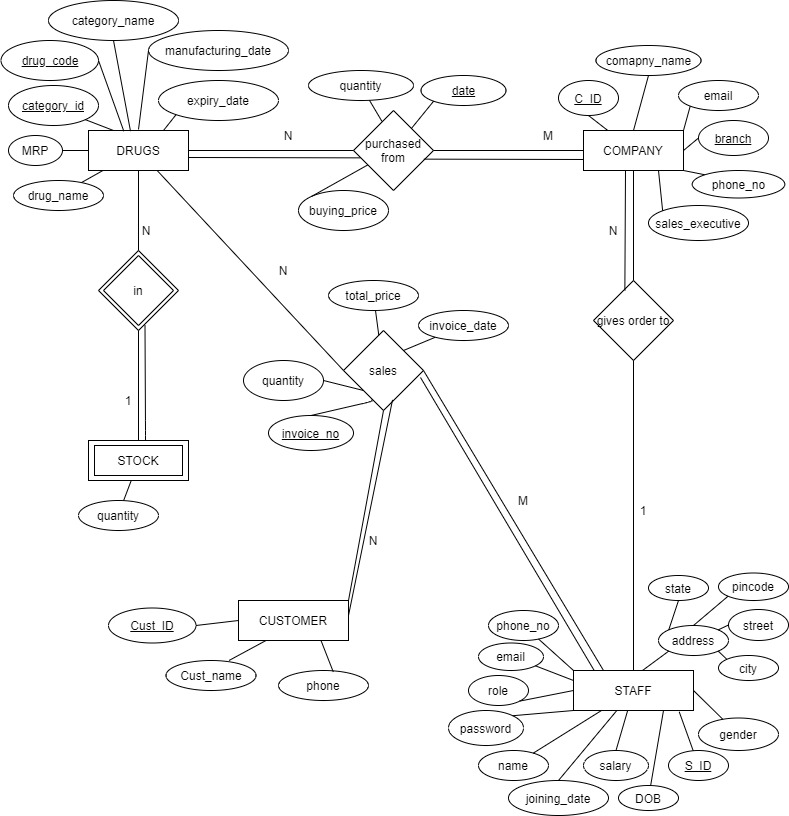 category_name
drug_code
manufacturing_date
category_id
expiry_date
MRP
DRUGS
drug_name
N
quantity
date
purchased
from
buying_price
M
comapny_name
C_ID
email
branch
COMPANY
phone_no
sales_executive
N
in
N
N
gives order to
total_price
invoice_date
sales
quantity
invoice_no
1
STOCK
quantity
M
1
N
Cust_ID
CUSTOMER
Cust_name
phone
state
pincode
street
address
city
phone_no
email
role
STAFF
password
gender
name
salary
S_ID
joining_date
DOB